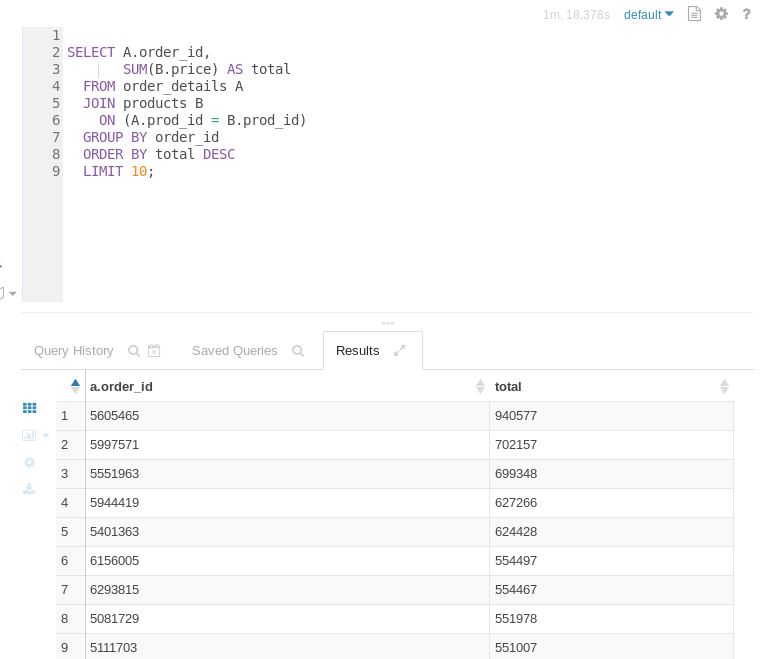 1m, 18.378s default ?
1
2 SELECT A.order_id,
3 SUM(B.price) AS total
4 FROM order_details A
5 JOIN products B
6 ON (A.prod_id = B.prod_id)
7 GROUP BY order_id
8 ORDER BY total DESC
9 LIMIT 10;
Query History Saved Queries Results
a.order_id total
1 5605465 940577
2 5997571 702157
3 5551963 699348
4 5944419 627266
5 5401363 624428
6 6156005 554497
7 6293815 554467
8 5081729 551978
9 5111703 551007